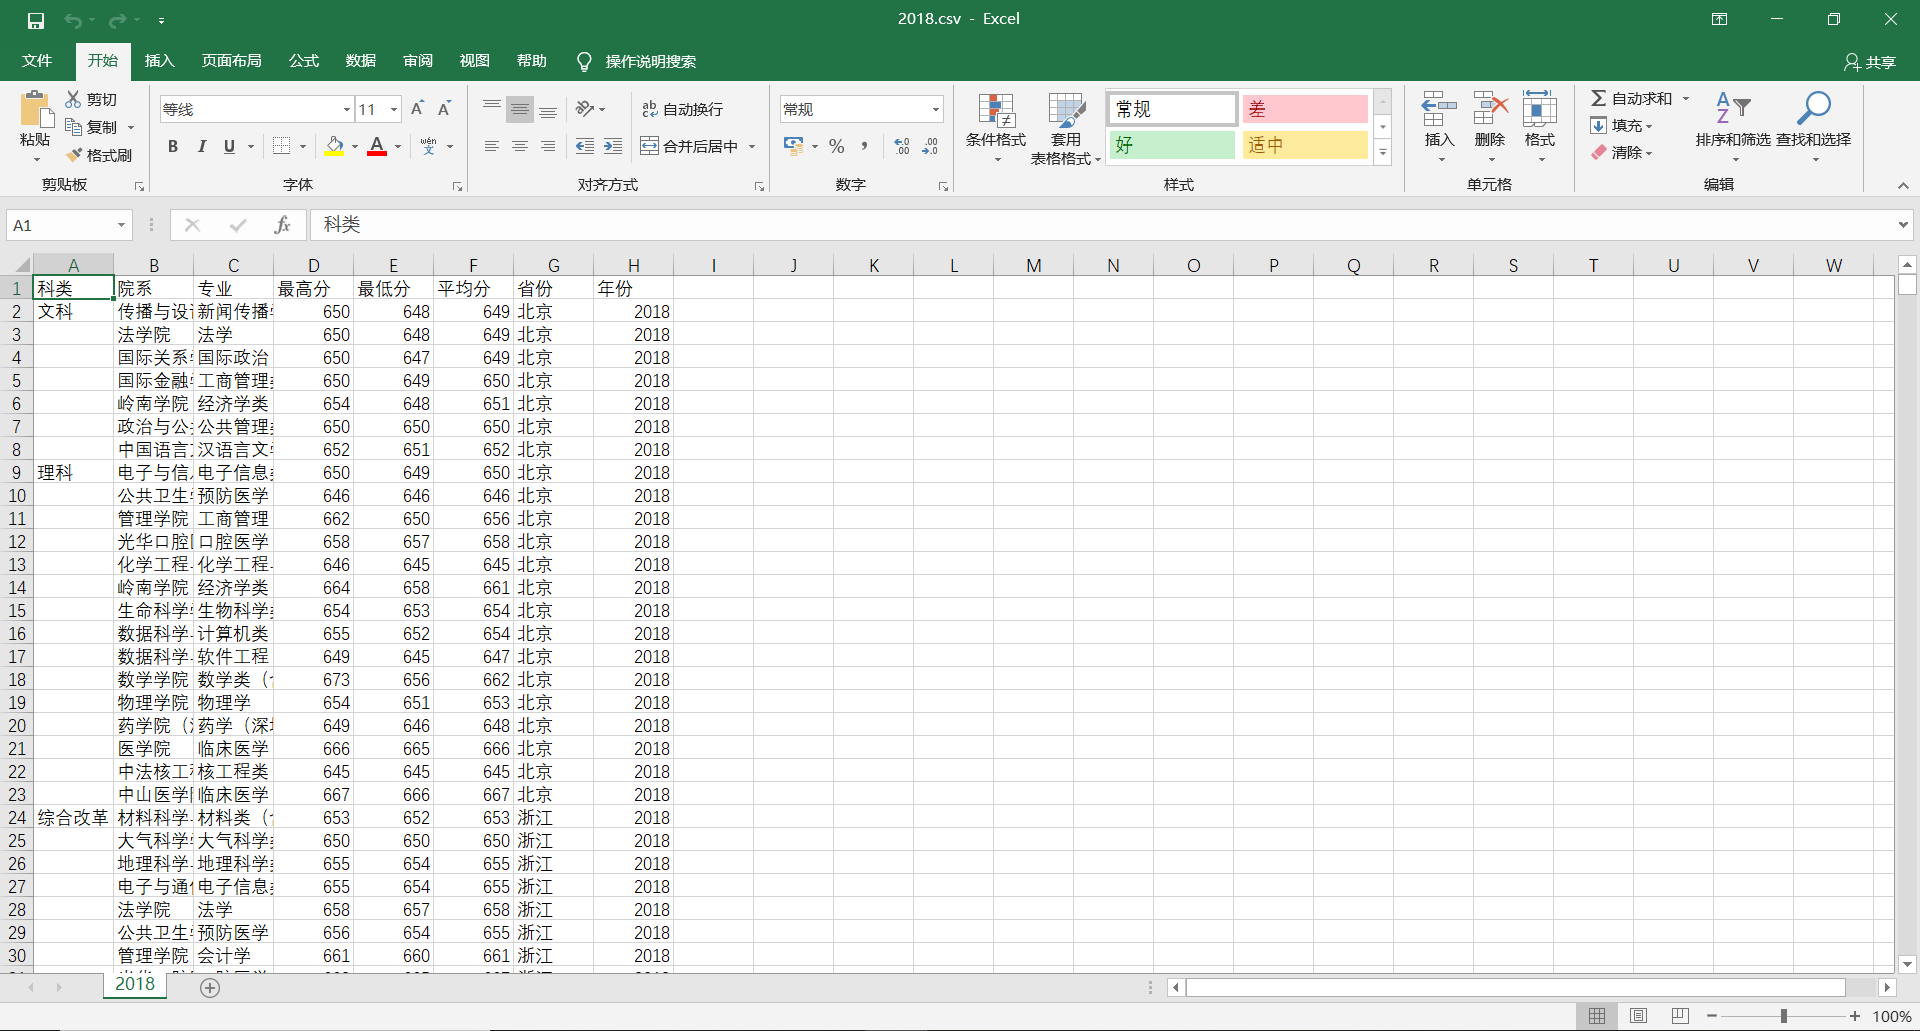 2018.csv - Excel
文件 开始 插入 页面布局 公式 数据 审阅 视图 帮助 操作说明搜索 共享
粘贴 剪切 复制 格式刷 剪贴板
等线 11 B I U A A A wén 文 字体
ab c 自动换行 合并后居中 对齐方式
常规 % , .00 .00 数字
条件格式 套用 表格格式 常规 差 好 适中 样式
插入 删除 格式 单元格
自动求和 填充 清除 排序和筛选 查找和选择 编辑
A1 fx 科类
A B C D E F G H I J K L M N O P Q R S T U V W
1 科类 院系 专业 最高分 最低分 平均分 省份 年份
2 文科 传播与设 新闻传播 650 648 649 北京 2018
3 法学院 法学 650 648 649 北京 2018
4 国际关系 国际政治 650 647 649 北京 2018
5 国际金融 工商管理 650 649 650 北京 2018
6 岭南学院 经济学类 654 648 651 北京 2018
7 政治与公 公共管理 650 650 650 北京 2018
8 中国语言 汉语言文 652 651 652 北京 2018
9 理科 电子与信 电子信息 650 649 650 北京 2018
10 公共卫生 预防医学 646 646 646 北京 2018
11 管理学院 工商管理 662 650 656 北京 2018
12 光华口腔 口腔医学 658 657 658 北京 2018
13 化学工程 化学工程 646 645 645 北京 2018
14 岭南学院 经济学类 664 658 661 北京 2018
15 生命科学 生物科学 654 653 654 北京 2018
16 数据科学 计算机类 655 652 654 北京 2018
17 数据科学 软件工程 649 645 647 北京 2018
18 数学学院 数学类（ 673 656 662 北京 2018
19 物理学院 物理学 654 651 653 北京 2018
20 药学院（ 药学（深 649 646 648 北京 2018
21 医学院 临床医学 666 665 666 北京 2018
22 中法核工 核工程类 645 645 645 北京 2018
23 中山医学 临床医学 667 666 667 北京 2018
24 综合改革 材料科学 材料类（ 653 652 653 浙江 2018
25 大气科学 大气科学 650 650 650 浙江 2018
26 地理科学 地理科学 655 654 655 浙江 2018
27 电子与通 电子信息 655 654 655 浙江 2018
28 法学院 法学 658 657 658 浙江 2018
29 公共卫生 预防医学 656 654 655 浙江 2018
30 管理学院 会计学 661 660 661 浙江 2018
2018
100%